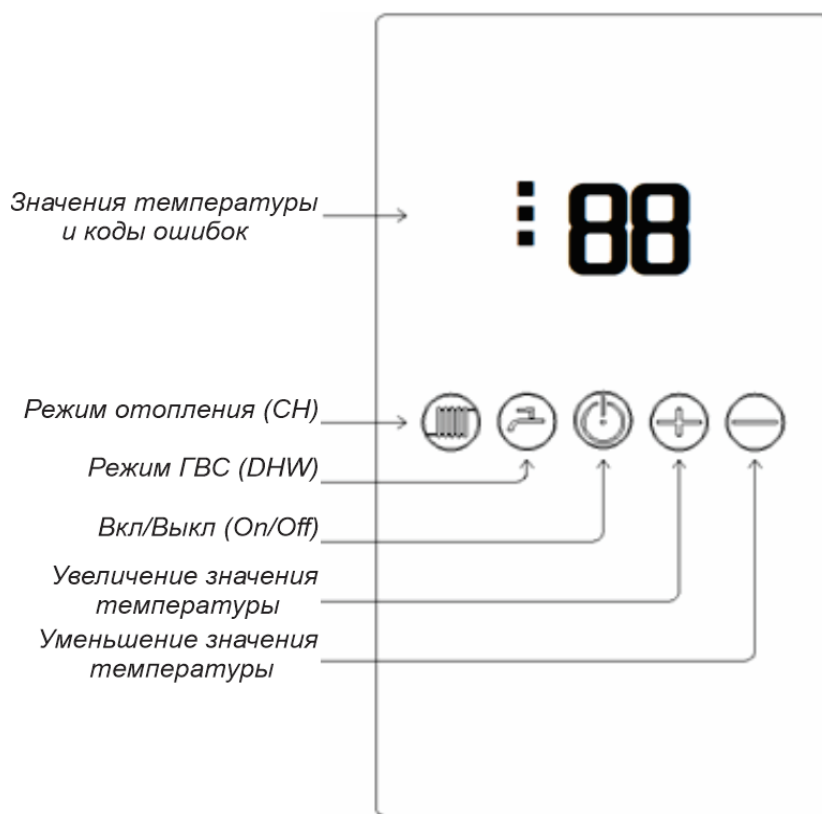 88
Значения температуры
и коды ошибок
Режим отопления (CH)
Режим ГВС (DHW)
Вкл/Выкл (On/Off)
Увеличение значения
температуры
Уменьшение значения
температуры